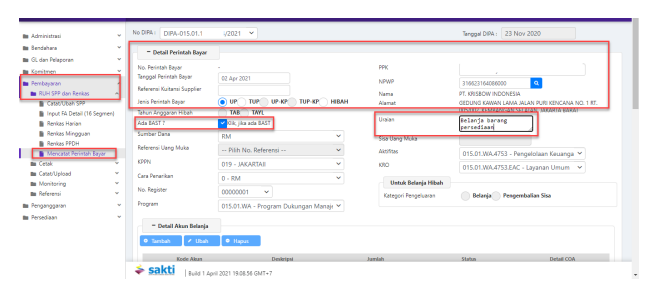 Administrasi
Bendahara
GL dan Pelaporan
Komitmen
Pembayaran
RUH SPP dan Renkas
Catat/Ubah SPP
Input FA Detail (16 Segmen)
Renkas Harian
Renkas Mingguan
Renkas PPDH
Mencatat Perintah Bayar
Cetak
Catat/Upload
Monitoring
Referensi
Penganggaran
Persediaan
No DIPA : DIPA-015.01.1 /2021
Tanggal DIPA : 23 Nov 2020
Detail Perintah Bayar
No. Perintah Bayar -
Tanggal Perintah Bayar 02 Apr 2021
Referensi Kuitansi Supplier
Jenis Perintah Bayar UP TUP UP-KP TUP-KP HIBAH
Tahun Anggaran Hibah TAB TAYL
Ada BAST ? Klik, jika ada BAST
Sumber Dana RM
Referensi Uang Muka -- Pilih No. Referensi --
KPPN 019 - JAKARTAII
Cara Penarikan 0 - RM
No. Register 00000001
Program 015.01.WA - Program Dukungan Manaj
PPK
NPWP 316623164086000
Nama PT. KRISBOW INDONESIA
Alamat GEDUNG KAWAN LAMA JALAN PURI KENCANA NO. 1 RT.
Uraian Belanja barang
persediaan
Sisa Uang Muka
Aktifitas 015.01.WA.4753 - Pengelolaan Keuanga
KRO 015.01.WA.4753.EAC - Layanan Umum
Untuk Belanja Hibah
Kategori Pengeluaran Belanja Pengembalian Sisa
Detail Akun Belanja
Tambah Ubah Hapus
Kode Akun Deskripsi Jumlah Status Detail COA
sakti Build 1 April 2021 19:08:56 GMT+7